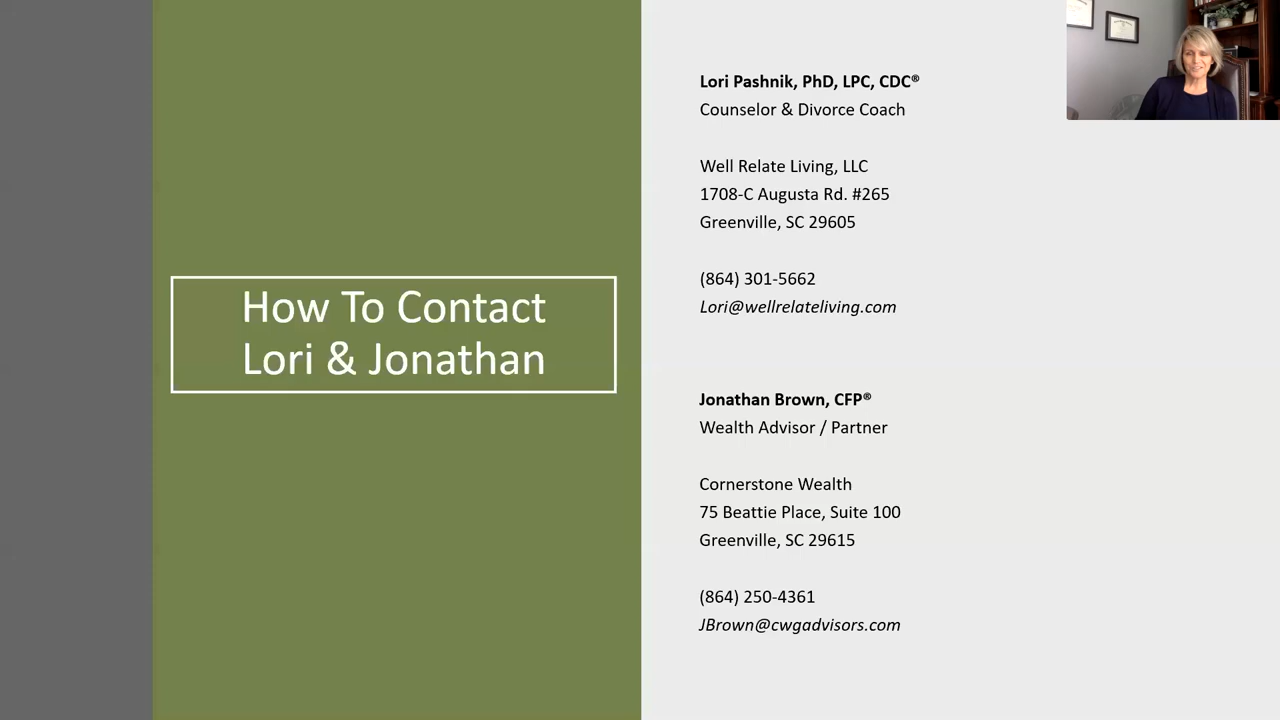 How To Contact
Lori & Jonathan
Lori Pashnik, PhD, LPC, CDC®
Counselor & Divorce Coach
Well Relate Living, LLC
1708-C Augusta Rd. #265
Greenville, SC 29605
(864) 301-5662
Lori@wellrelateliving.com
Jonathan Brown, CFP®
Wealth Advisor / Partner
Cornerstone Wealth
75 Beattie Place, Suite 100
Greenville, SC 29615
(864) 250-4361
JBrown@cwgadvisors.com